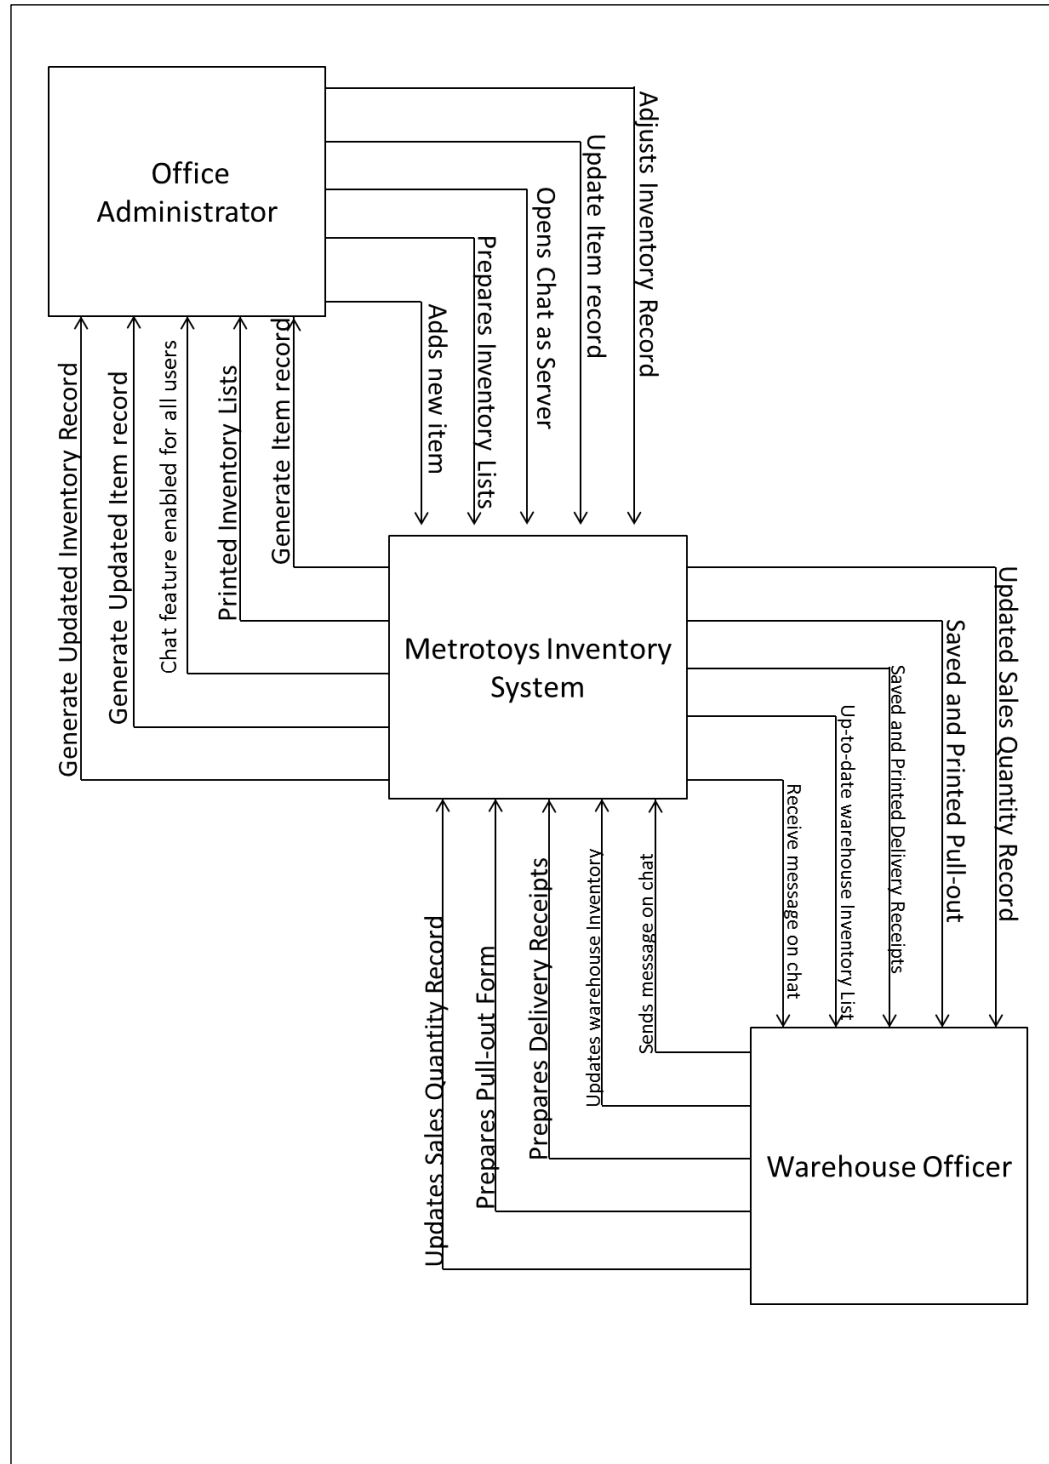 Office
Administrator
Adjusts Inventory Record
Update Item record
Opens Chat as Server
Prepares Inventory Lists
Adds new item
Generate Updated Inventory Record
Generate Updated Item record
Chat feature enabled for all users
Printed Inventory Lists
Generate Item record
Metrotoys Inventory
System
Updated Sales Quantity Record
Saved and Printed Pull-out
Saved and Printed Delivery Receipts
Up-to-date warehouse Inventory List
Receive message on chat
Updates Sales Quantity Record
Prepares Pull-out Form
Prepares Delivery Receipts
Updates warehouse Inventory
Sends message on chat
Warehouse Officer